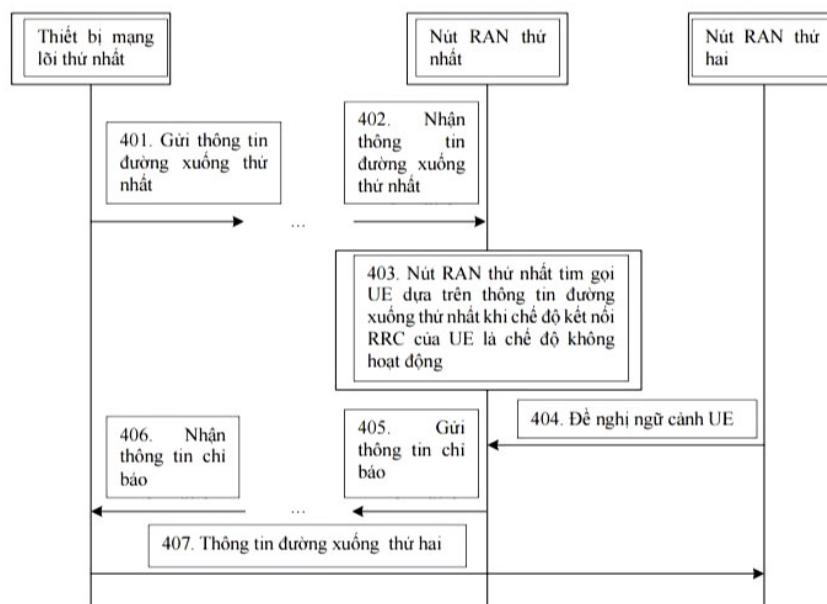 Thiết bị mạng
lõi thứ nhất
Nút RAN thứ
nhất
Nút RAN thứ
hai
401. Gửi thông tin
đường xuống thứ
nhất
402. Nhận
thông tin
đường xuống
thứ nhất
...
403. Nút RAN thứ nhất tìm gọi
UE dựa trên thông tin đường
xuống thứ nhất khi chế độ kết nối
RRC của UE là chế độ không
hoạt động
404. Đề nghị ngữ cảnh UE
405. Gửi
thông tin chỉ
báo
406. Nhận
thông tin chỉ
báo
...
407. Thông tin đường xuống thứ hai